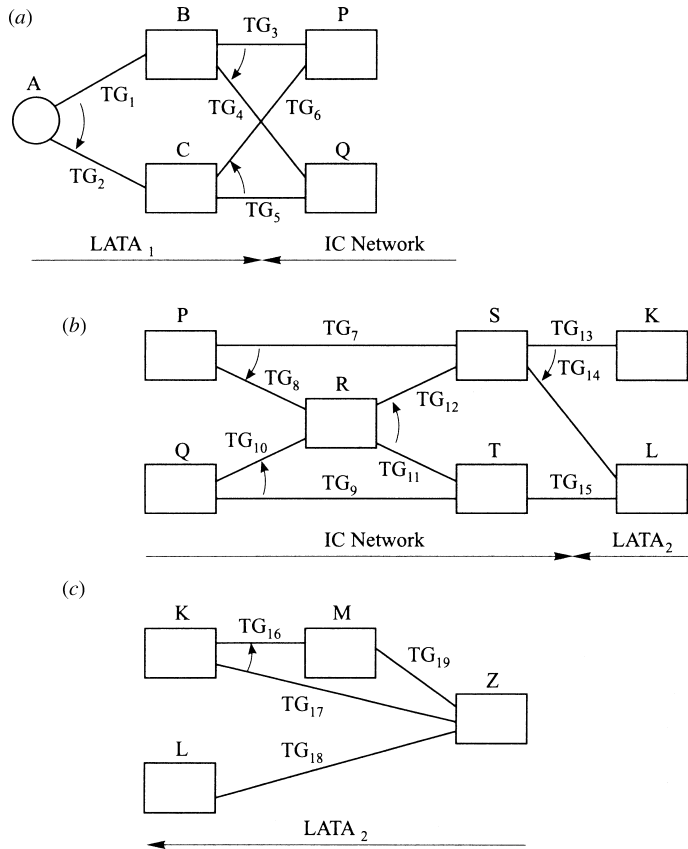 (a)
B TG3 P
A
TG1
TG4 TG6
C Q
TG2
TG5
LATA 1 IC Network
(b)
P TG7 S TG13 K
TG8 R TG12 TG14
Q TG10 TG11 T L
TG9 TG15
IC Network LATA2
(c)
K TG16 M
TG19
Z
TG17
L TG18
LATA 2